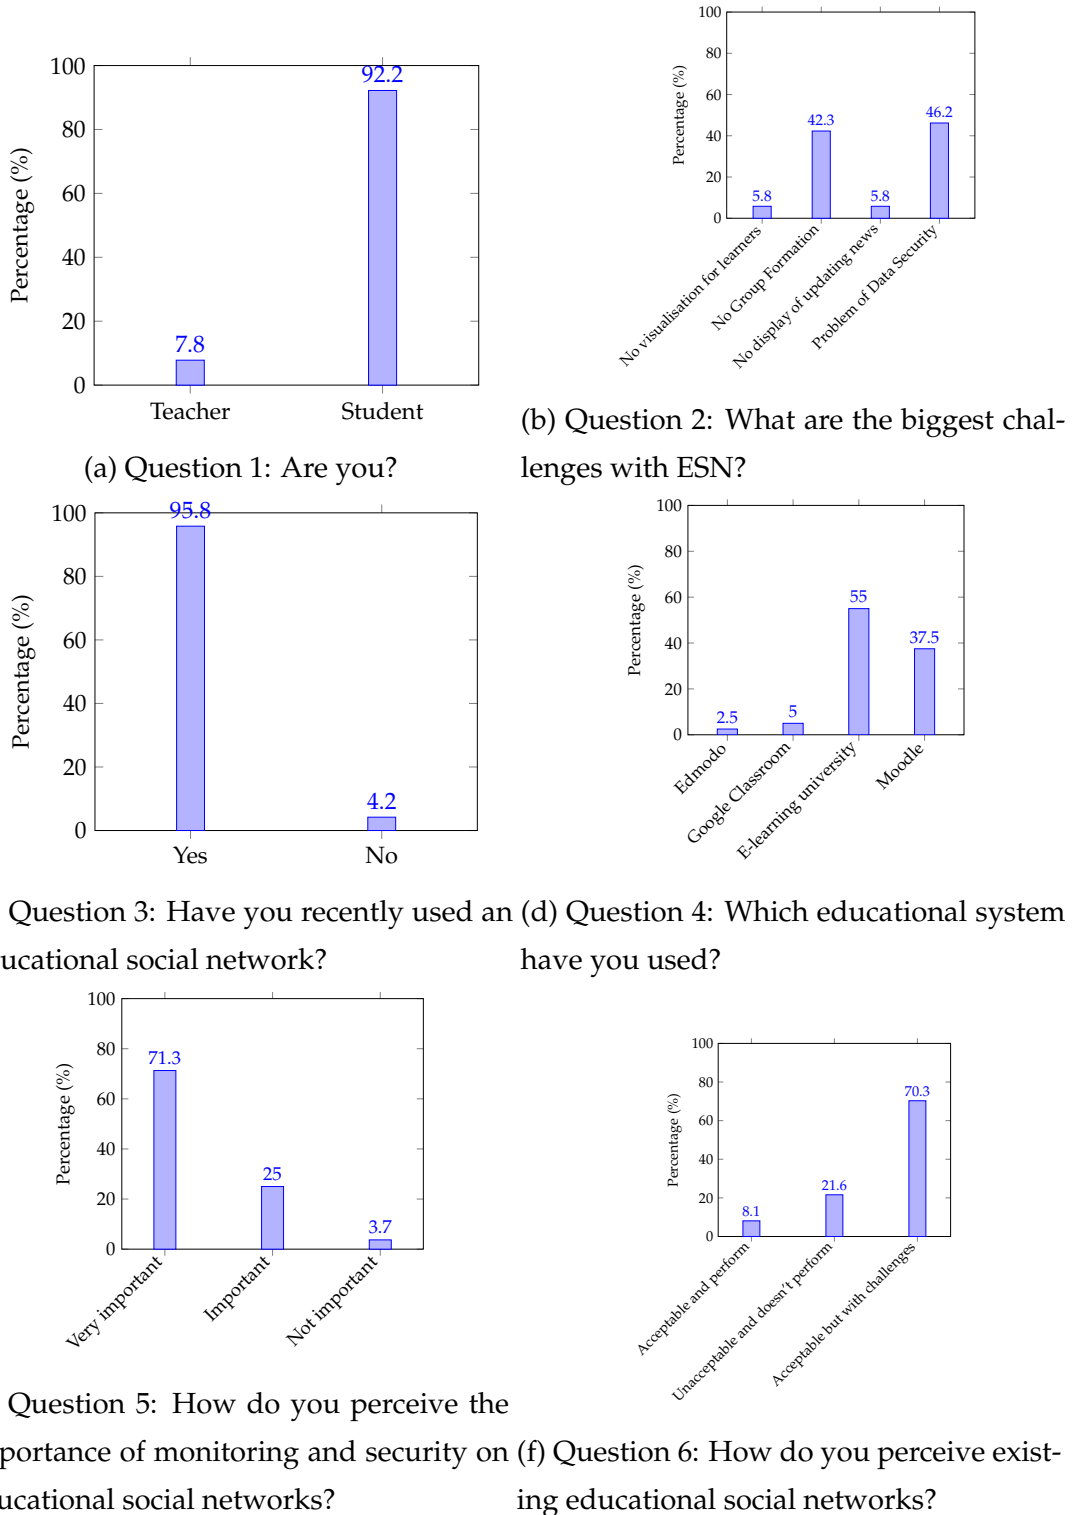 100
80
60
40
20
0
Percentage (%)
7.8
92.2
Teacher Student
(a) Question 1: Are you?
100
80
60
40
20
0
Percentage (%)
5.8
42.3
5.8
46.2
No visualisation for learners
No Group Formation
No display of updating news
Problem of Data Security
(b) Question 2: What are the biggest chal-
lenges with ESN?
100
80
60
40
20
0
Percentage (%)
95.8
4.2
Yes No
Question 3: Have you recently used an
ucational social network?
100
80
60
40
20
0
Percentage (%)
2.5
5
55
37.5
Edmodo
Google Classroom
E-learning university
Moodle
(d) Question 4: Which educational system
have you used?
100
80
60
40
20
0
Percentage (%)
71.3
25
3.7
Very important
Important
Not important
Question 5: How do you perceive the
portance of monitoring and security on
ucational social networks?
100
80
60
40
20
0
Percentage (%)
8.1
21.6
70.3
Acceptable and perform
Unacceptable and doesn't perform
Acceptable but with challenges
(f) Question 6: How do you perceive exist-
ing educational social networks?